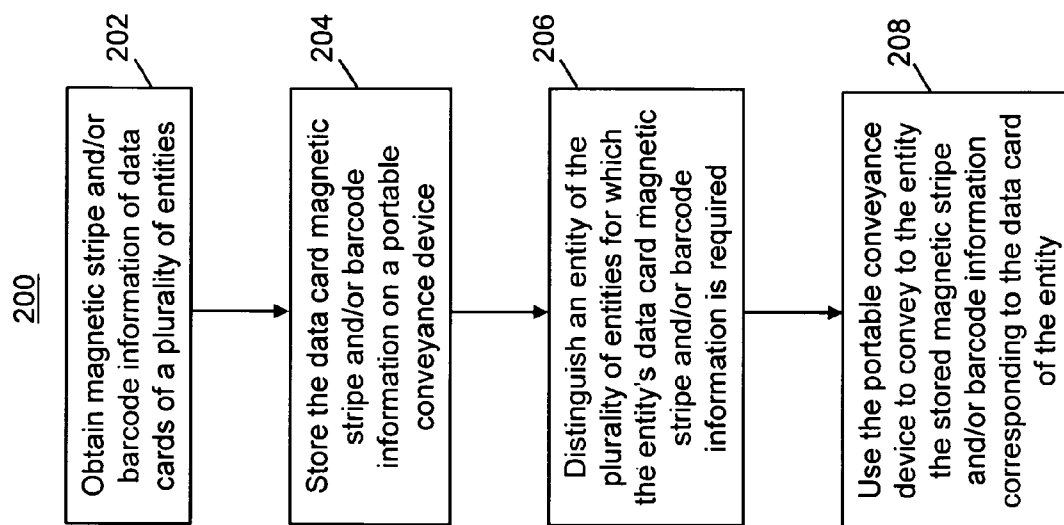 200
202
Obtain magnetic stripe and/or
barcode information of data
cards of a plurality of entities
204
Store the data card magnetic
stripe and/or barcode
information on a portable
conveyance device
206
Distinguish an entity of the
plurality of entities for which
the entity's data card magnetic
stripe and/or barcode
information is required
208
Use the portable conveyance
device to convey to the entity
the stored magnetic stripe
and/or barcode information
corresponding to the data card
of the entity